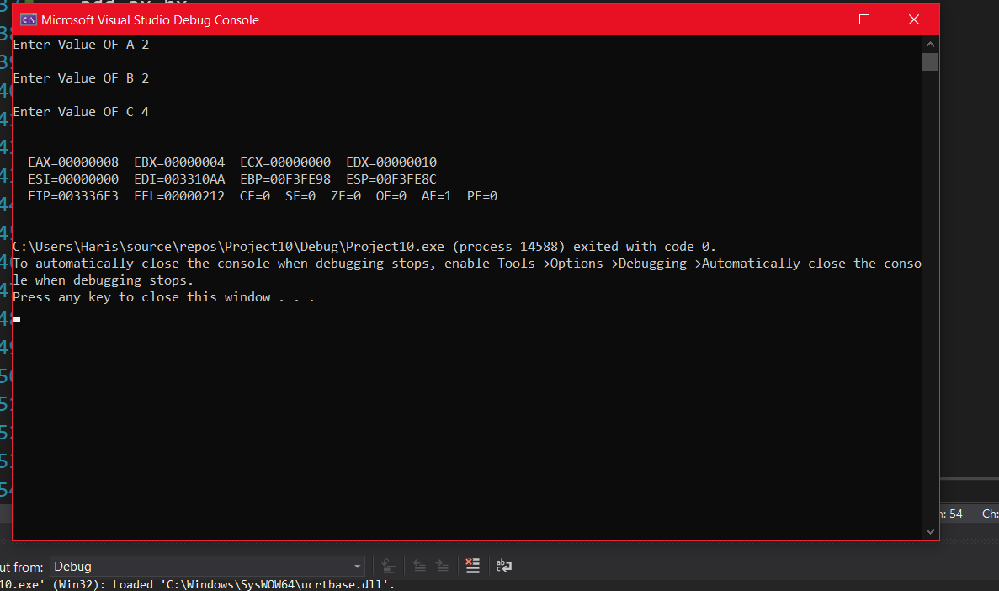 add ax,bx
Microsoft Visual Studio Debug Console
Enter Value OF A 2
Enter Value OF B 2
Enter Value OF C 4
EAX=00000008 EBX=00000004 ECX=00000000 EDX=00000010
ESI=00000000 EDI=003310AA EBP=00F3FE98 ESP=00F3FE8C
EIP=003336F3 EFL=00000212 CF=0 SF=0 ZF=0 OF=0 AF=1 PF=0
C:\Users\Haris\source\repos\Project10\Debug\Project10.exe (process 14588) exited with code 0.
To automatically close the console when debugging stops, enable Tools->Options->Debugging->Automatically close the conso
le when debugging stops.
Press any key to close this window . . .
: 54 Ch:
ut from: Debug
10.exe' (Win32): Loaded 'C:\Windows\SysWOW64\ucrtbase.dll'.